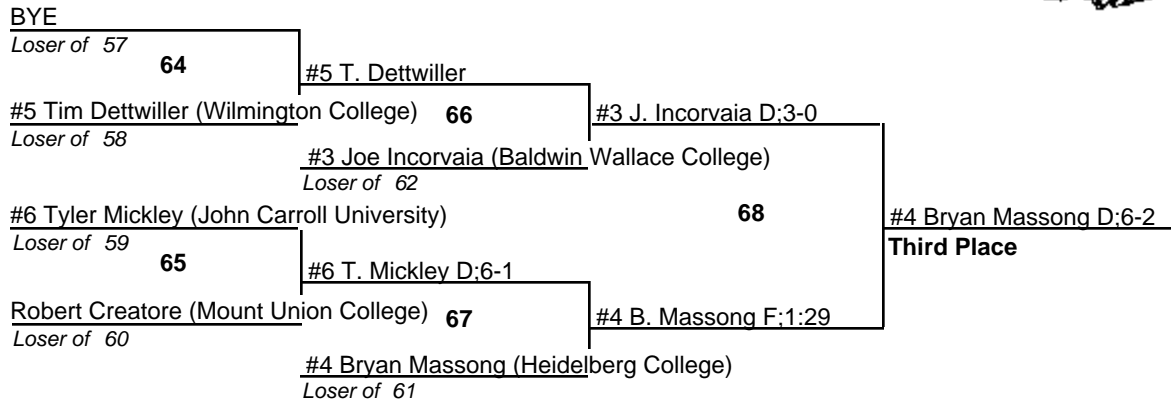 BYE
Loser of 57
64
#5 T. Dettwiller
#5 Tim Dettwiller (Wilmington College)
66
#3 J. Incorvaia D;3-0
Loser of 58
#3 Joe Incorvaia (Baldwin Wallace College)
Loser of 62
#6 Tyler Mickley (John Carroll University)
68
#4 Bryan Massong D;6-2
Loser of 59
Third Place
65
#6 T. Mickley D;6-1
Robert Creatore (Mount Union College)
67
#4 B. Massong F;1:29
Loser of 60
#4 Bryan Massong (Heidelberg College)
Loser of 61